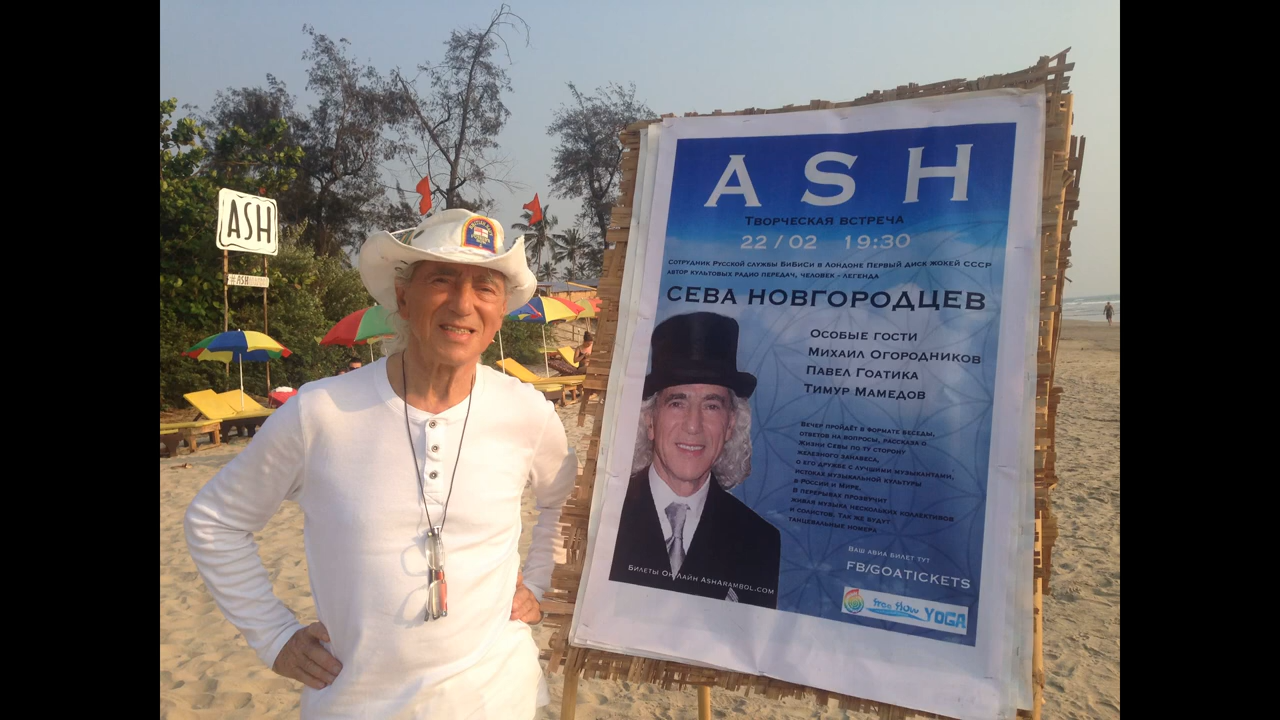 ASH
#ASH
ASH
Творческая встреча
22 / 02 19:30
Сотрудник Русской службы БиБиСи в Лондоне Первый диск жокей СССР
автор культовых радио передач, человек - легенда
СЕВА НОВГОРОДЦЕВ
Особые гости
Михаил Огородников
Павел Гоатика
Тимур Мамедов
Вечер пройдёт в формате беседы,
ответов на вопросы, рассказа о
жизни Севы по ту сторону
железного занавеса,
о его дружбе с лучшими музыкантами,
истоках музыкальной культуры
в России и Мире.
В перерывах прозвучит
живая музыка нескольких коллективов
и солистов. Так же будут
танцевальные номера
Ваш авиа билет тут
FB/GOATICKETS
Билеты Онлайн AshArambol.com
free flow YOGA